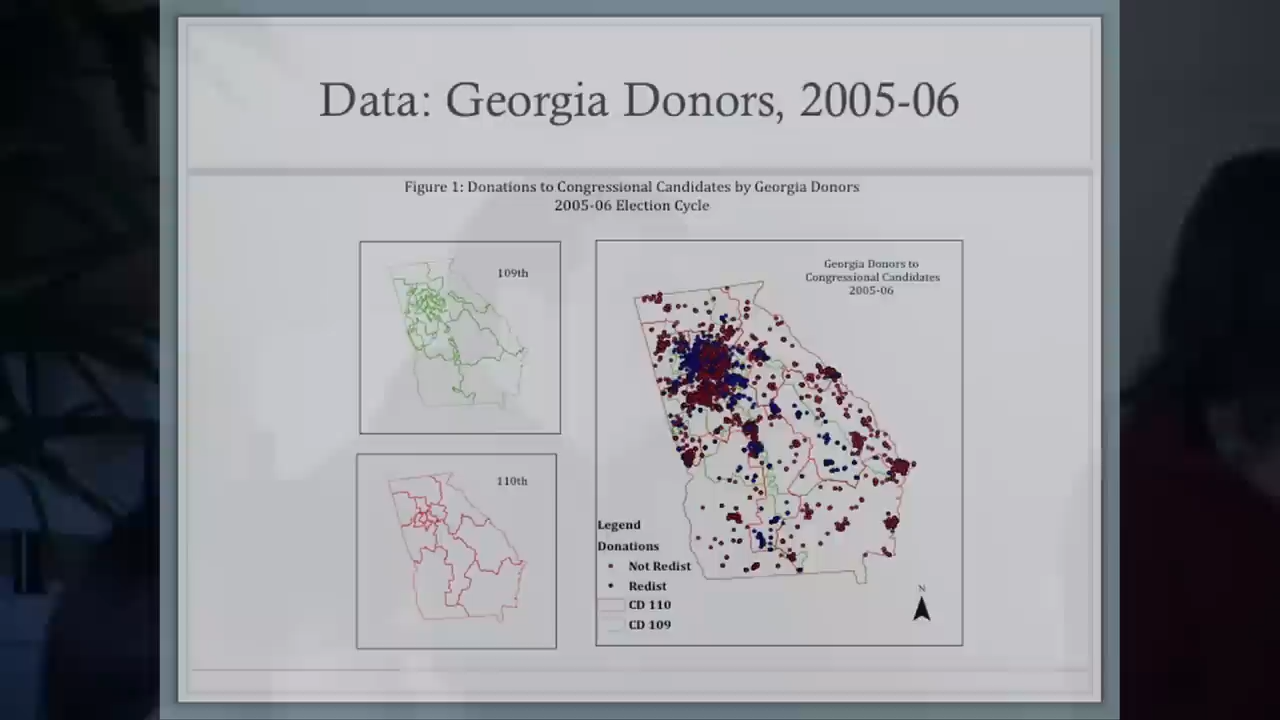 Data: Georgia Donors, 2005-06
Figure 1: Donations to Congressional Candidates by Georgia Donors
2005-06 Election Cycle
109th
110th
Georgia Donors to
Congressional Candidates
2005-06
Legend
Donations
Not Redist
Redist
CD 110
CD 109
N